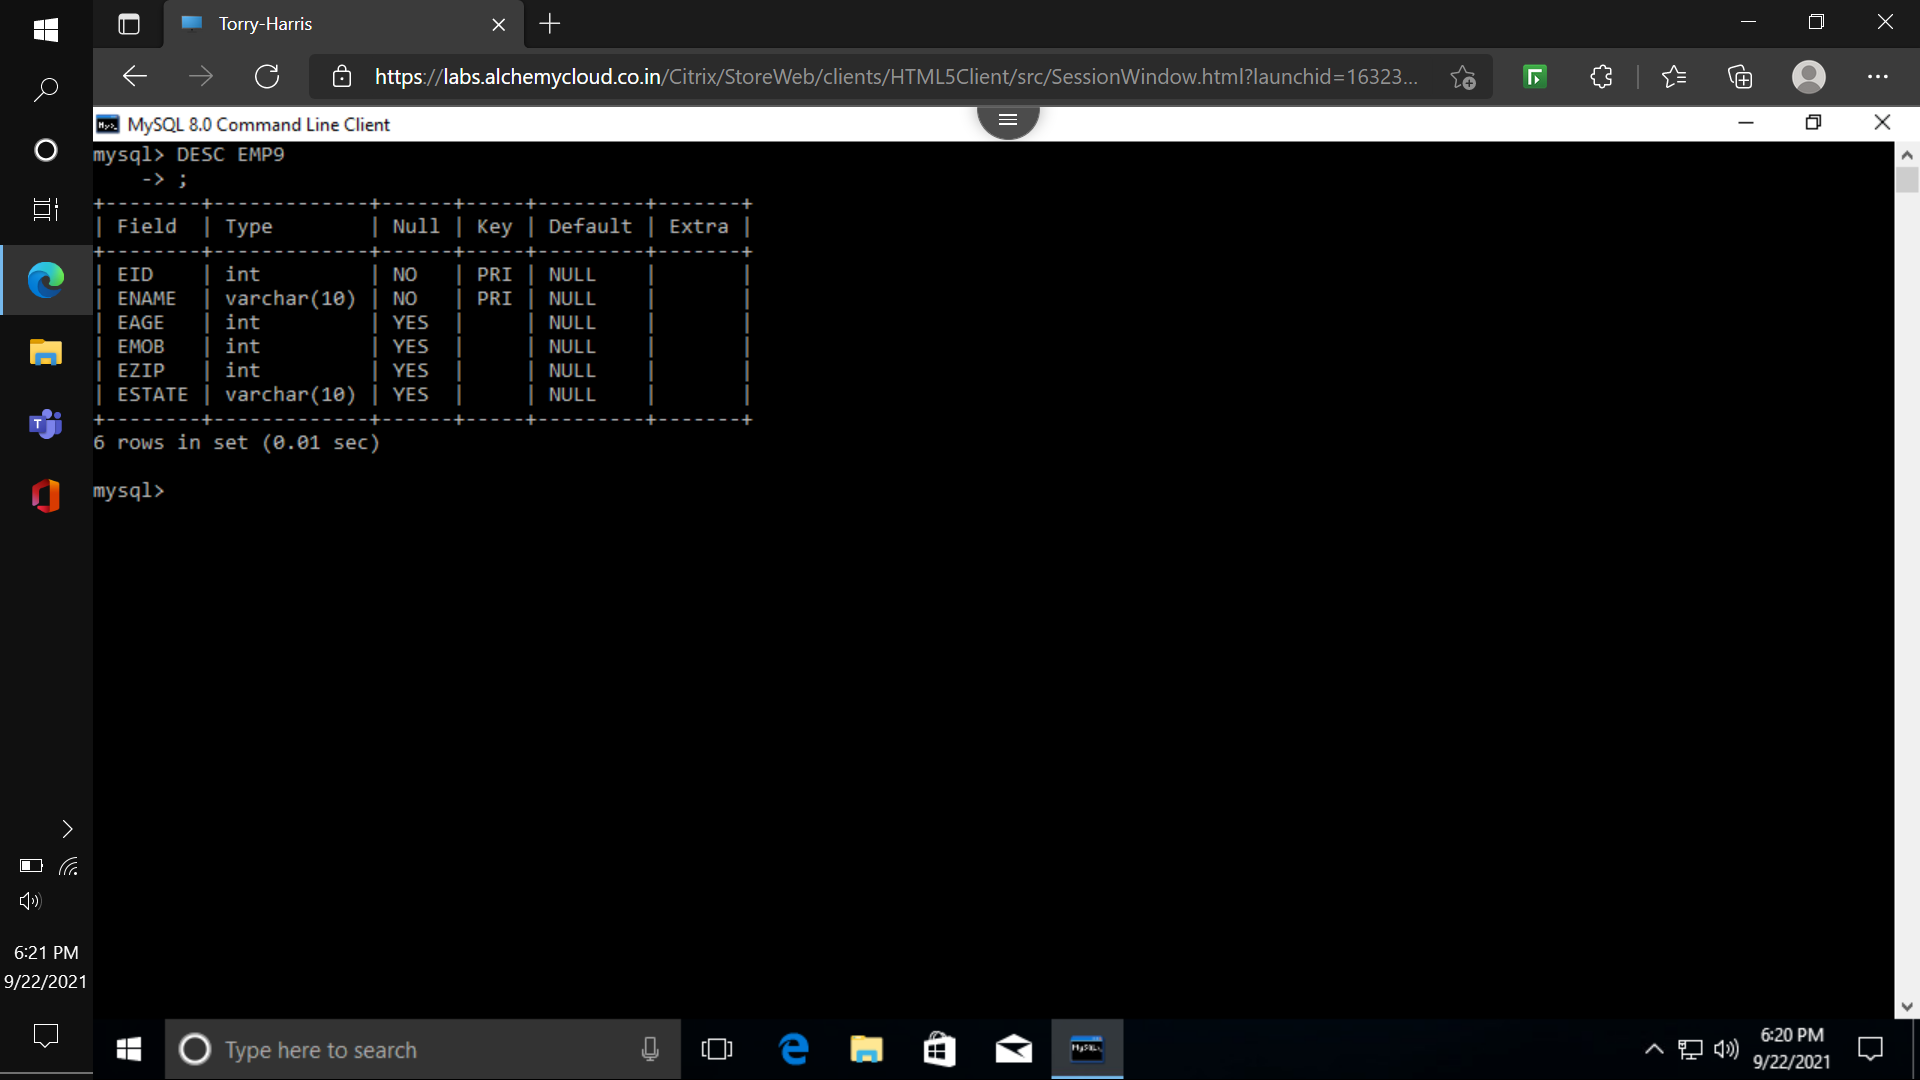 Torry-Harris
https://labs.alchemycloud.co.in/Citrix/StoreWeb/clients/HTML5Client/src/SessionWindow.html?launchid=16323...
MySQL 8.0 Command Line Client
mysql> DESC EMP9
    -> ;
+--------+-------------+------+-----+---------+-------+
| Field  | Type        | Null | Key | Default | Extra |
+--------+-------------+------+-----+---------+-------+
| EID    | int         | NO   | PRI | NULL    |       |
| ENAME  | varchar(10) | NO   | PRI | NULL    |       |
| EAGE   | int         | YES  |     | NULL    |       |
| EMOB   | int         | YES  |     | NULL    |       |
| EZIP   | int         | YES  |     | NULL    |       |
| ESTATE | varchar(10) | YES  |     | NULL    |       |
+--------+-------------+------+-----+---------+-------+
6 rows in set (0.01 sec)
mysql>
6:21 PM
9/22/2021
Type here to search
6:20 PM
9/22/2021